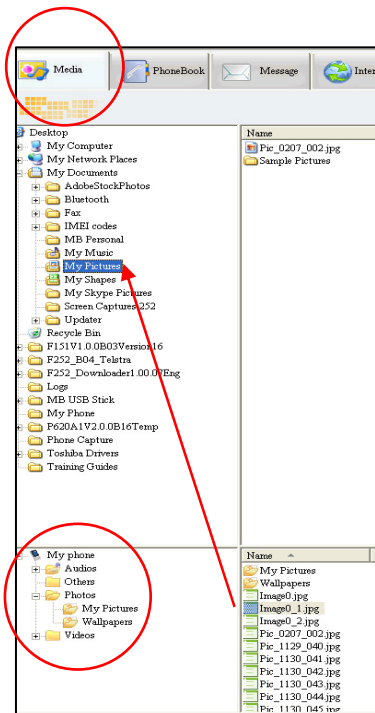 Media
PhoneBook
Message
Inter
Desktop
My Computer
My Network Places
My Documents
AdobeStockPhotos
Bluetooth
Fax
IMEI codes
MB Personal
My Music
My Pictures
My Shapes
My Skype Pictures
Screen Captures 252
Updater
Recycle Bin
F151V1.0.0B03Version16
F252_B04_Telstra
F252_Downloader1.00.07Eng
Logs
MB USB Stick
My Phone
P620A1V2.0.0B16Temp
Phone Capture
Toshiba Drivers
Training Guides
Name
Pic_0207_002.jpg
Sample Pictures
My phone
Audios
Others
Photos
My Pictures
Wallpapers
Videos
Name
My Pictures
Wallpapers
Image0.jpg
Image0_1.jpg
Image0_2.jpg
Pic_0207_002.jpg
Pic_1129_040.jpg
Pic_1130_041.jpg
Pic_1130_042.jpg
Pic_1130_043.jpg
Pic_1130_044.jpg
Pic_1130_045.jpg